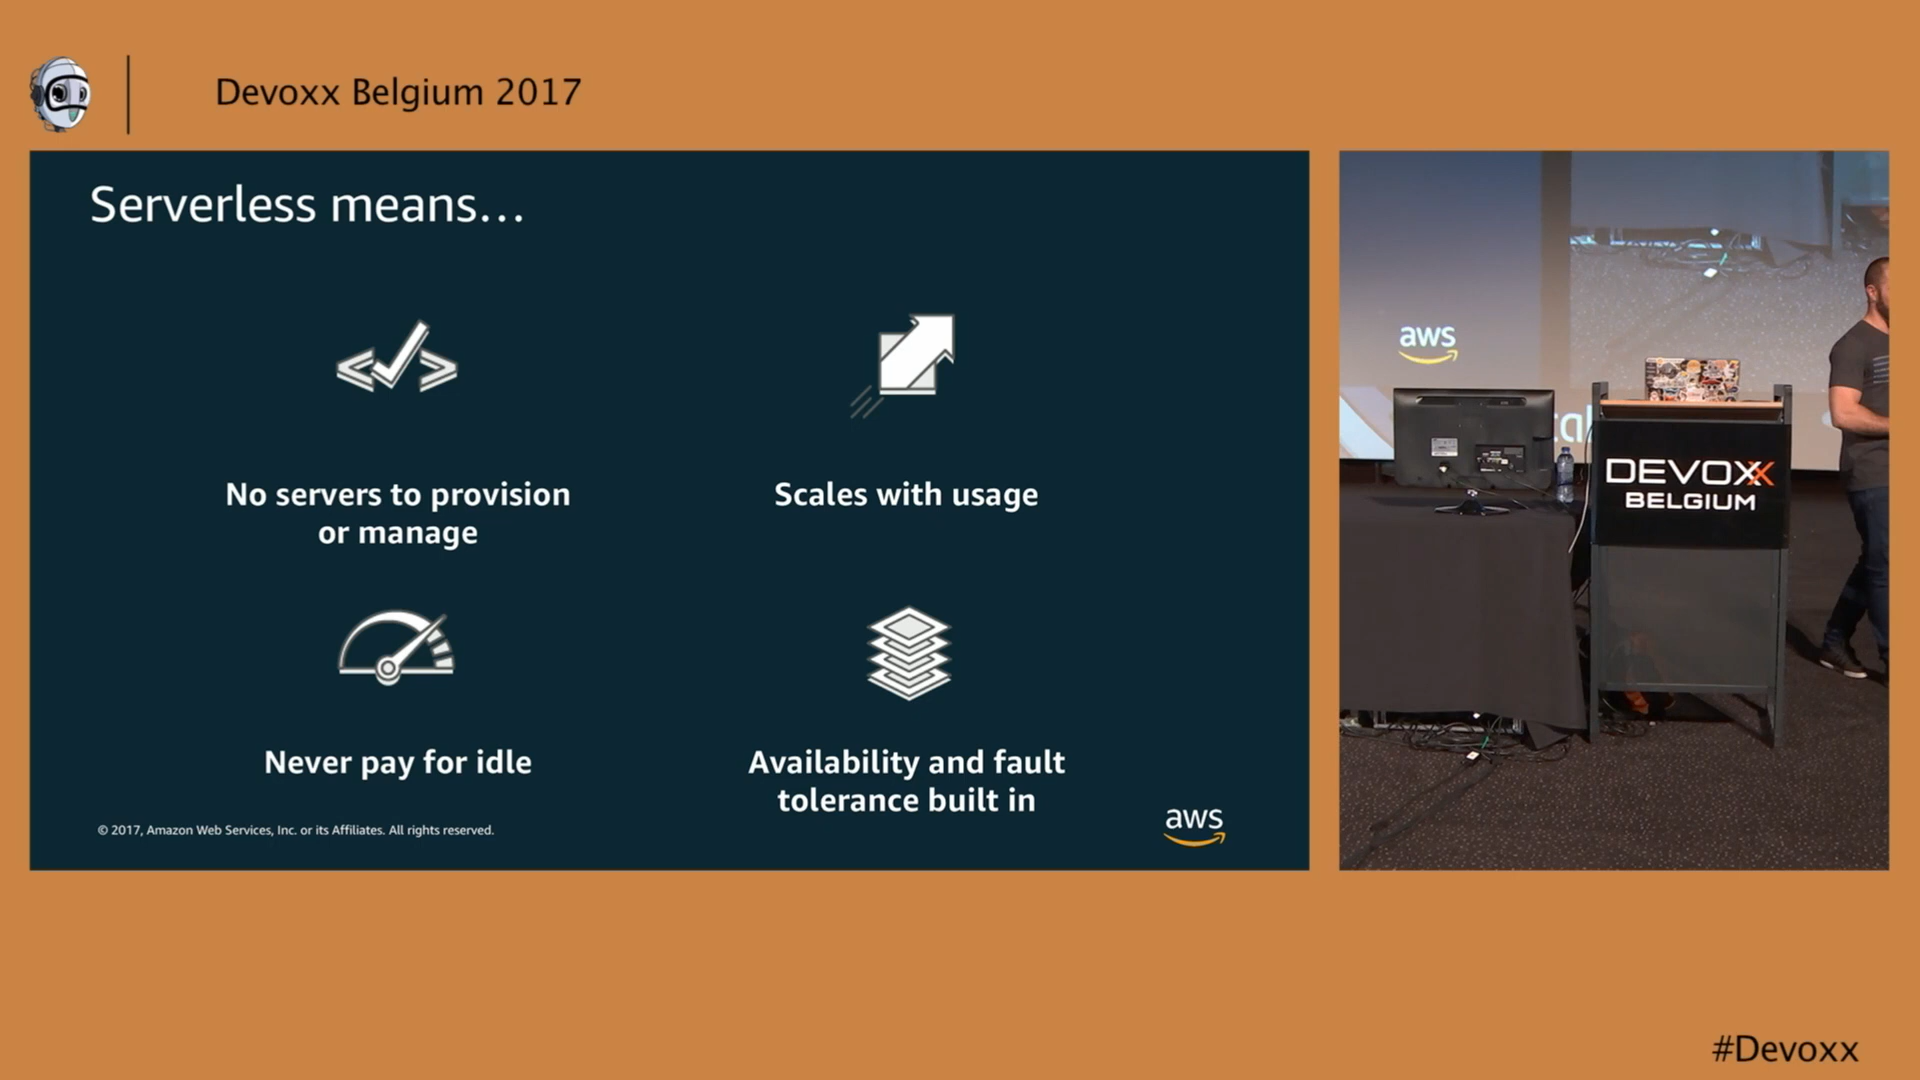 Devoxx Belgium 2017
Serverless means...
No servers to provision
or manage
Scales with usage
Never pay for idle
Availability and fault
tolerance built in
© 2017, Amazon Web Services, Inc. or its Affiliates. All rights reserved.
aws
aws
DEVOXX
BELGIUM
#Devoxx